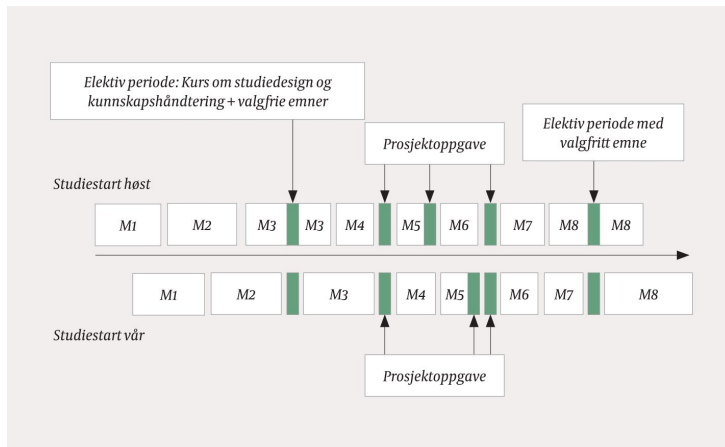 Elektiv periode: Kurs om studiedesign og
kunnskapshåndtering + valgfrie emner
Prosjektoppgave
Elektiv periode med
valgfritt emne
Studiestart høst
M1 M2 M3 M3 M4 M5 M6 M7 M8 M8
M1 M2 M3 M4 M5 M6 M7 M8
Studiestart vår
Prosjektoppgave